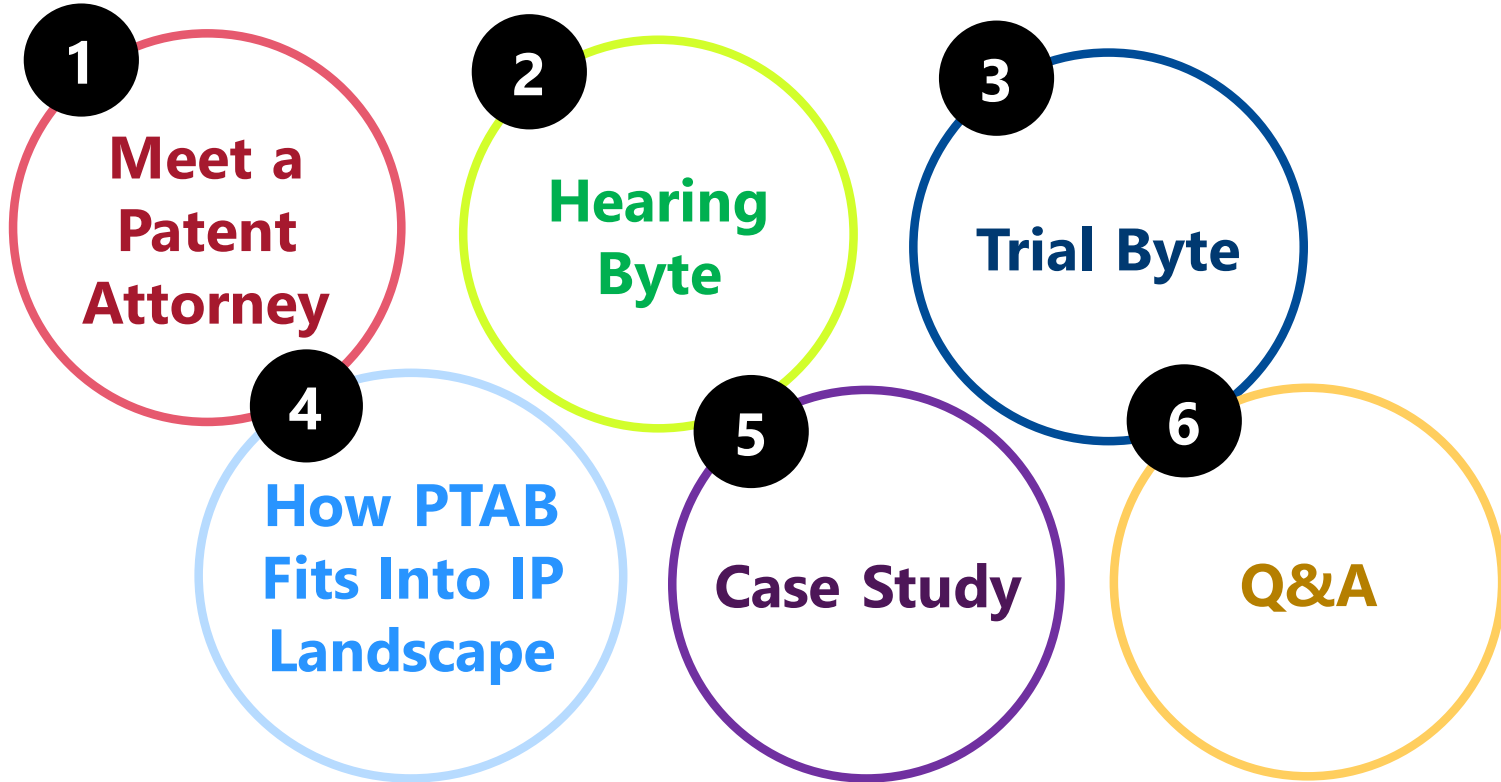 1
Meet a
Patent
Attorney
2
Hearing
Byte
3
Trial Byte
4
How PTAB
Fits Into IP
Landscape
5
Case Study
6
Q&A